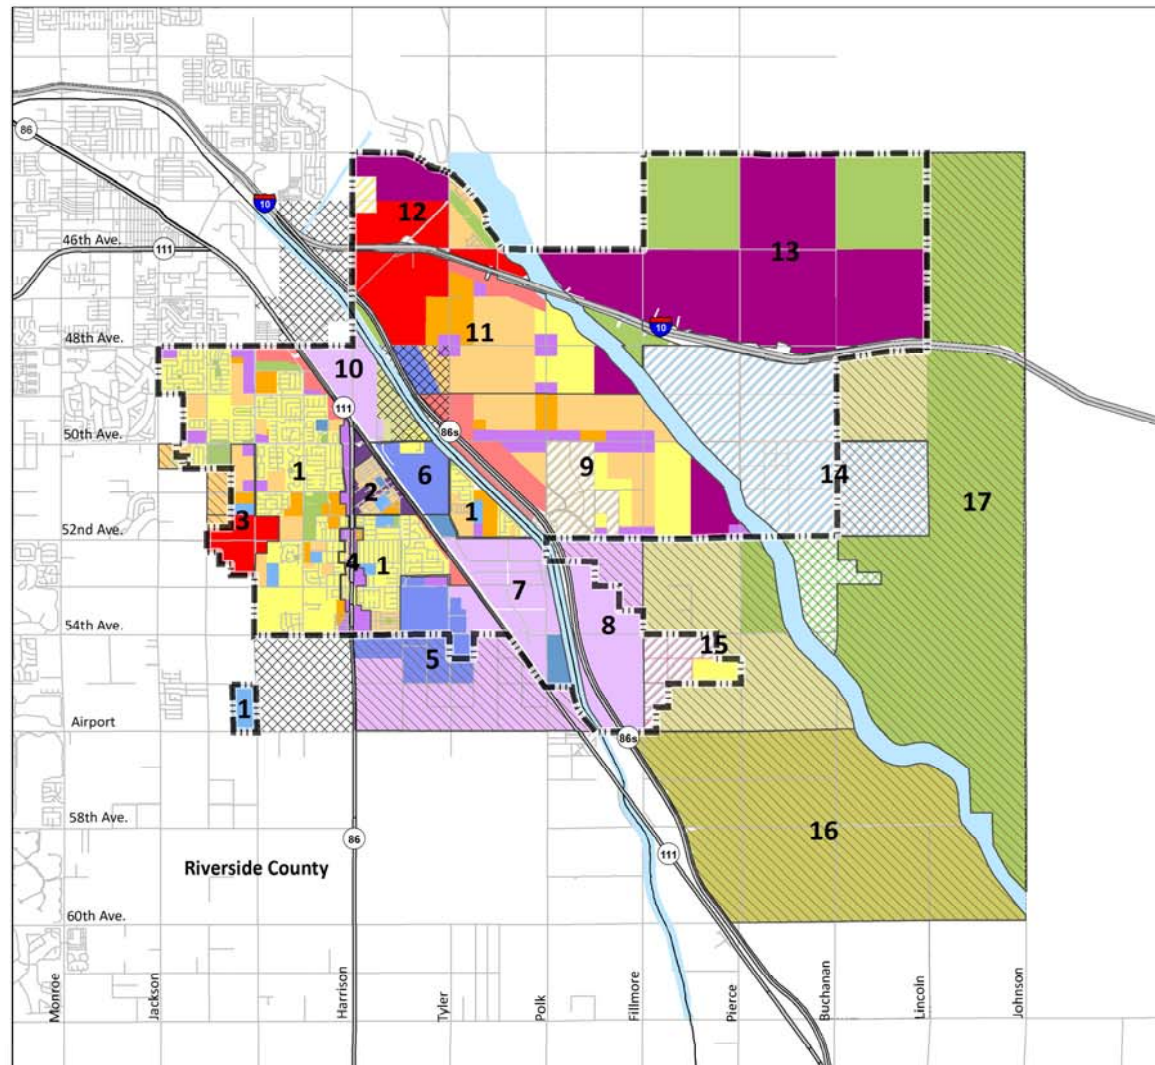 86
10
46th Ave.
111
12
13
10
48th Ave.
11
10
111
50th Ave.
86s
1
6
9
14
2
17
52nd Ave.
3
1
4
1
7
54th Ave.
8
15
5
1
Airport
86s
58th Ave.
16
86
111
Riverside County
60th Ave.
Monroe
Jackson
Harrison
Tyler
Polk
Fillmore
Pierce
Buchanan
Lincoln
Johnson